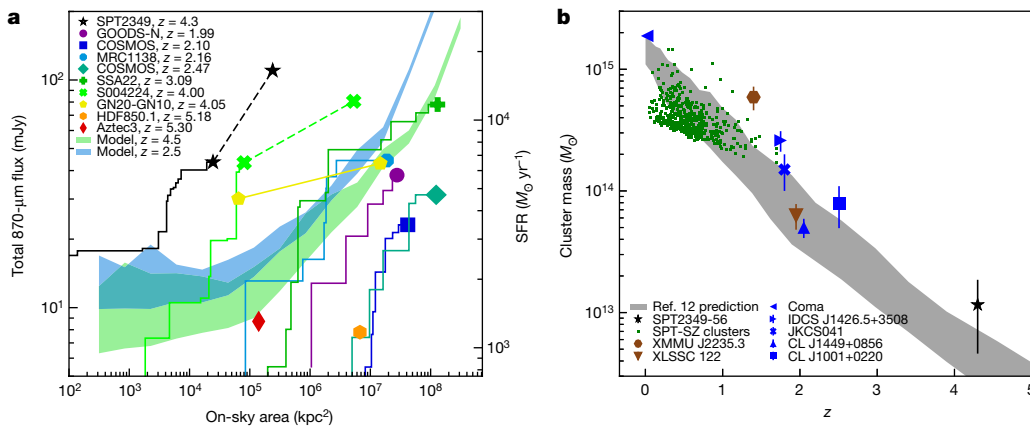 a
SPT2349, z = 4.3
GOODS-N, z = 1.99
COSMOS, z = 2.10
MRC1138, z = 2.16
COSMOS, z = 2.47
SSA22, z = 3.09
S004224, z = 4.00
GN20-GN10, z = 4.05
HDF850.1, z = 5.18
Aztec3, z = 5.30
Model, z = 4.5
Model, z = 2.5
Total 870-μm flux (mJy)
10²
10¹
SFR (M⊙ yr⁻¹)
10⁴
10³
10² 10³ 10⁴ 10⁵ 10⁶ 10⁷ 10⁸
On-sky area (kpc²)
b
Cluster mass (M⊙)
10¹⁵
10¹⁴
10¹³
Ref. 12 prediction
SPT2349-56
SPT-SZ clusters
XMMU J2235.3
XLSSC 122
Coma
IDCS J1426.5+3508
JKCS041
CL J1449+0856
CL J1001+0220
0 1 2 3 4 5
z